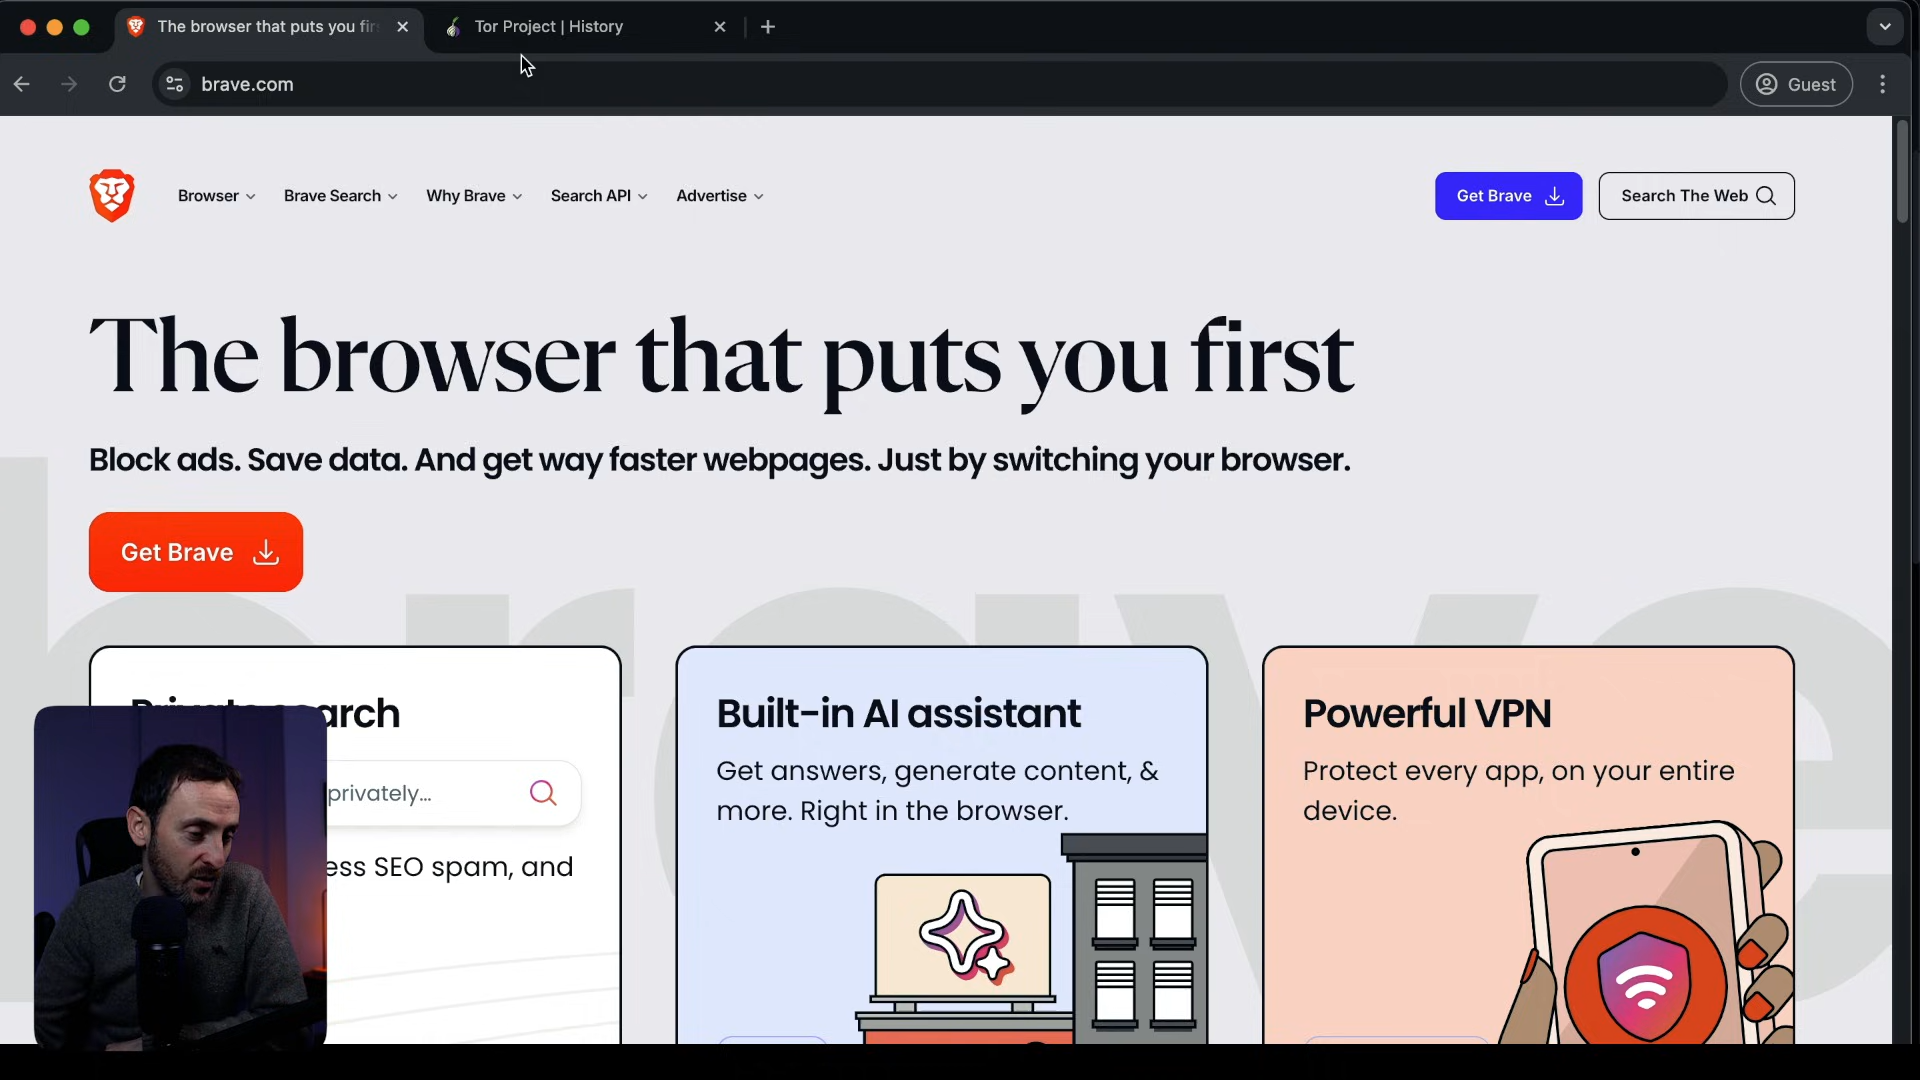 The browser that puts you fir
Tor Project | History
brave.com
Guest
Browser
Brave Search
Why Brave
Search API
Advertise
Get Brave
Search The Web
The browser that puts you first
Block ads. Save data. And get way faster webpages. Just by switching your browser.
Get Brave
Private search
privately...
ess SEO spam, and
Built-in AI assistant
Get answers, generate content, &
more. Right in the browser.
Powerful VPN
Protect every app, on your entire
device.
brave